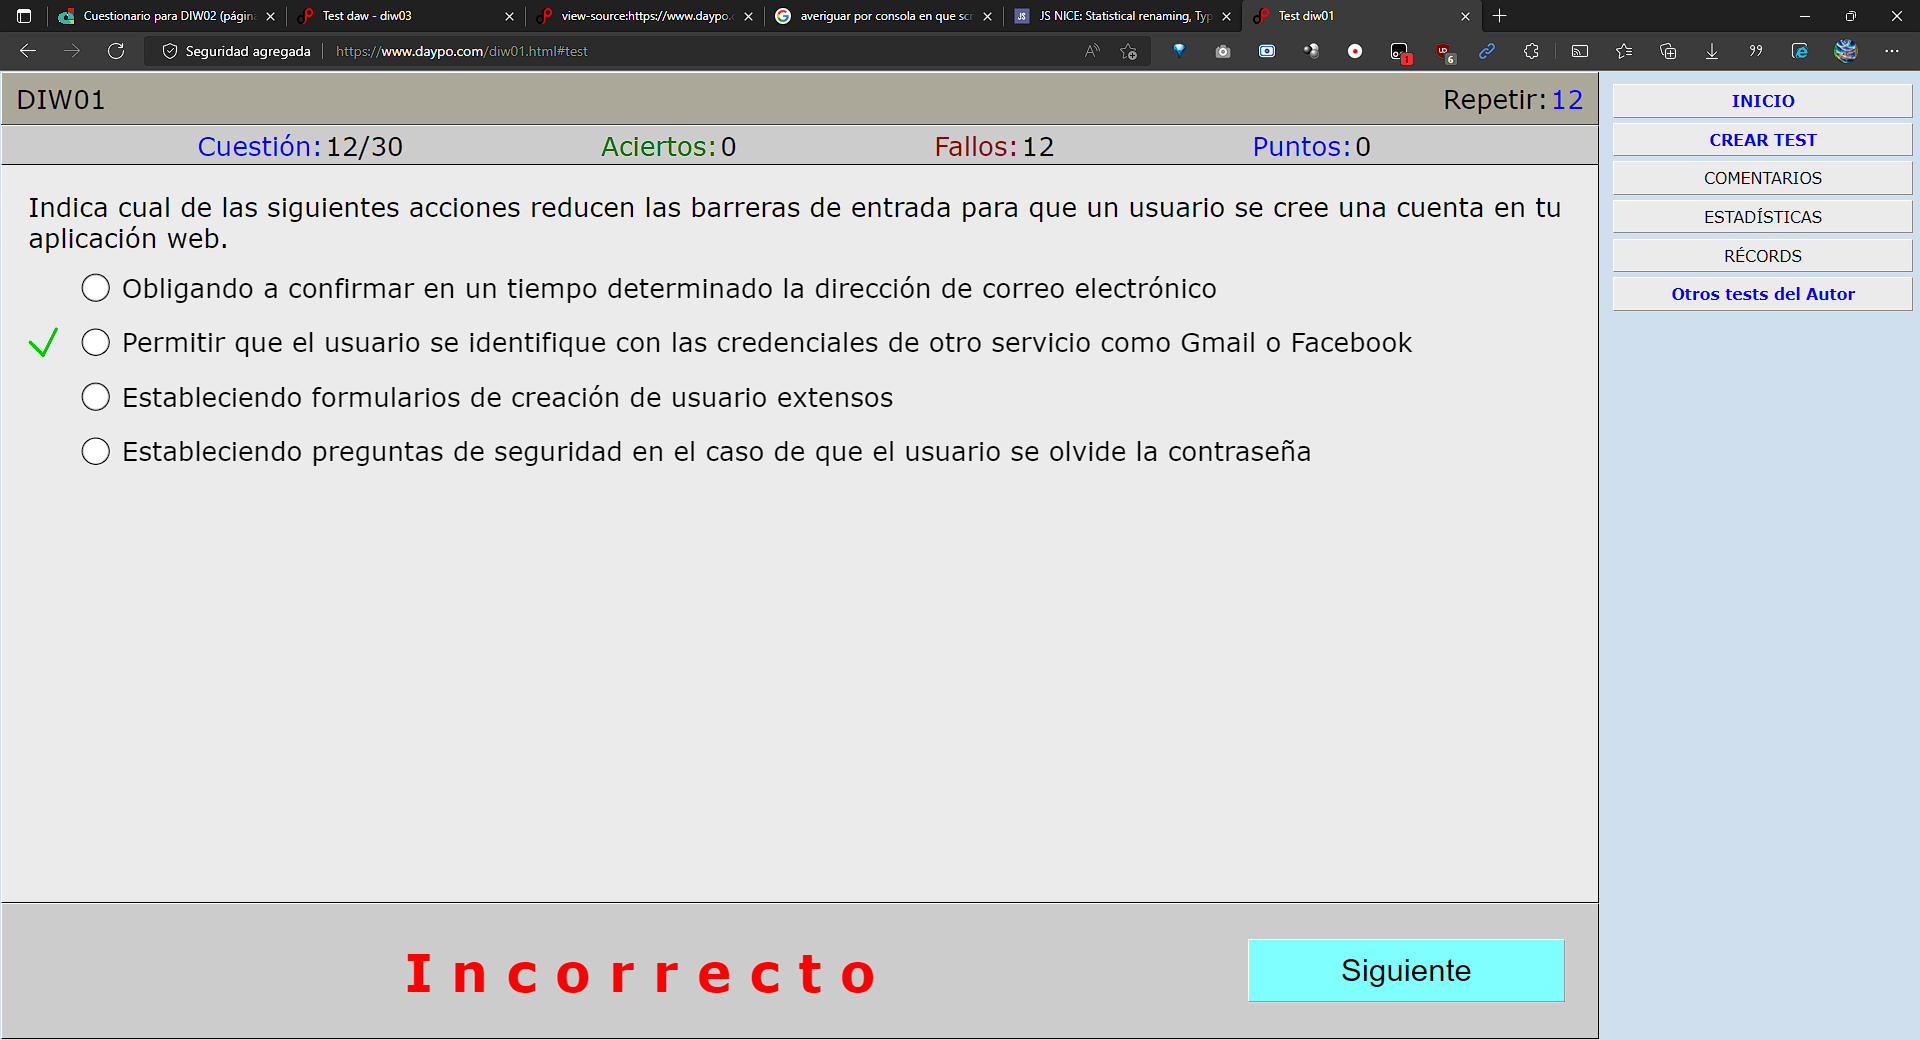 Cuestionario para DIW02 (página
Test daw - diw03
view-source:https://www.daypo.c
averiguar por consola en que scr
JS NICE: Statistical renaming, Typ
Test diw01
Seguridad agregada
https://www.daypo.com/diw01.html#test
1
6
DIW01
Repetir: 12
Cuestión: 12/30
Aciertos: 0
Fallos: 12
Puntos: 0
Indica cual de las siguientes acciones reducen las barreras de entrada para que un usuario se cree una cuenta en tu
aplicación web.
Obligando a confirmar en un tiempo determinado la dirección de correo electrónico
Permitir que el usuario se identifique con las credenciales de otro servicio como Gmail o Facebook
Estableciendo formularios de creación de usuario extensos
Estableciendo preguntas de seguridad en el caso de que el usuario se olvide la contraseña
Incorrecto
Siguiente
INICIO
CREAR TEST
COMENTARIOS
ESTADÍSTICAS
RÉCORDS
Otros tests del Autor